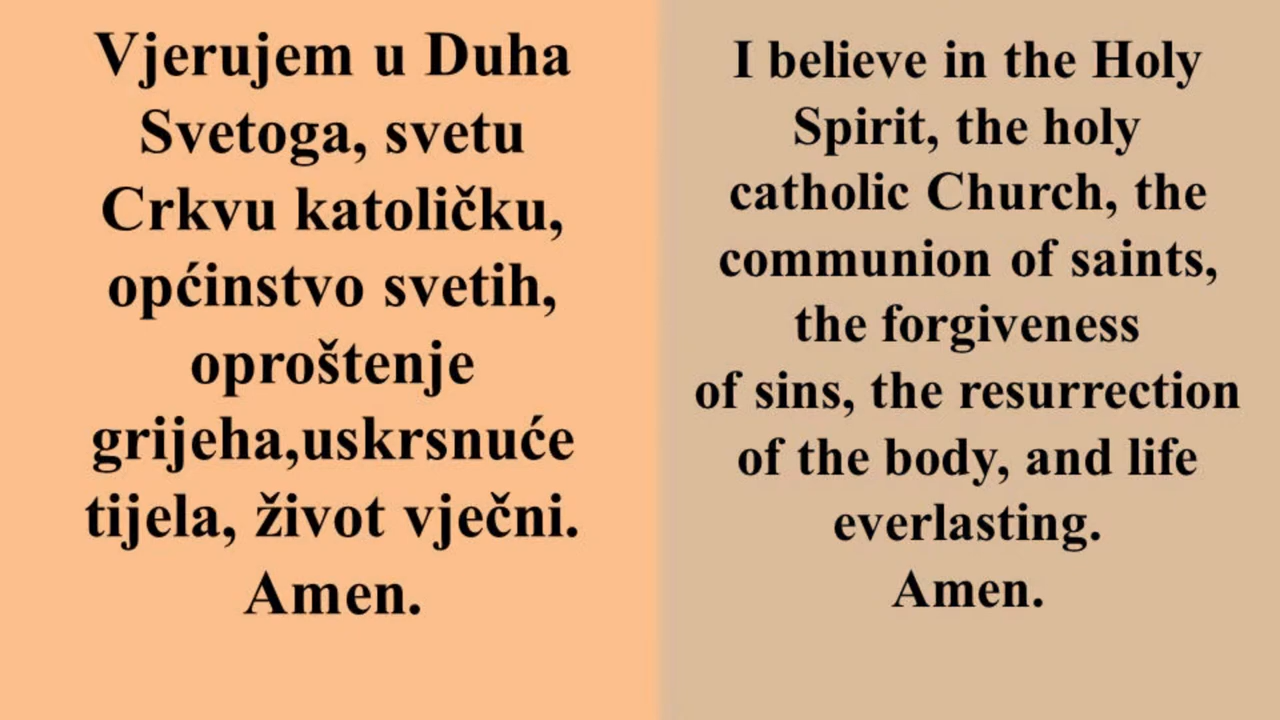 Vjerujem u Duha
Svetoga, svetu
Crkvu katoličku,
općinstvo svetih,
oproštenje
grijeha,uskrsnuće
tijela, život vječni.
Amen.
I believe in the Holy
Spirit, the holy
catholic Church, the
communion of saints,
the forgiveness
of sins, the resurrection
of the body, and life
everlasting.
Amen.